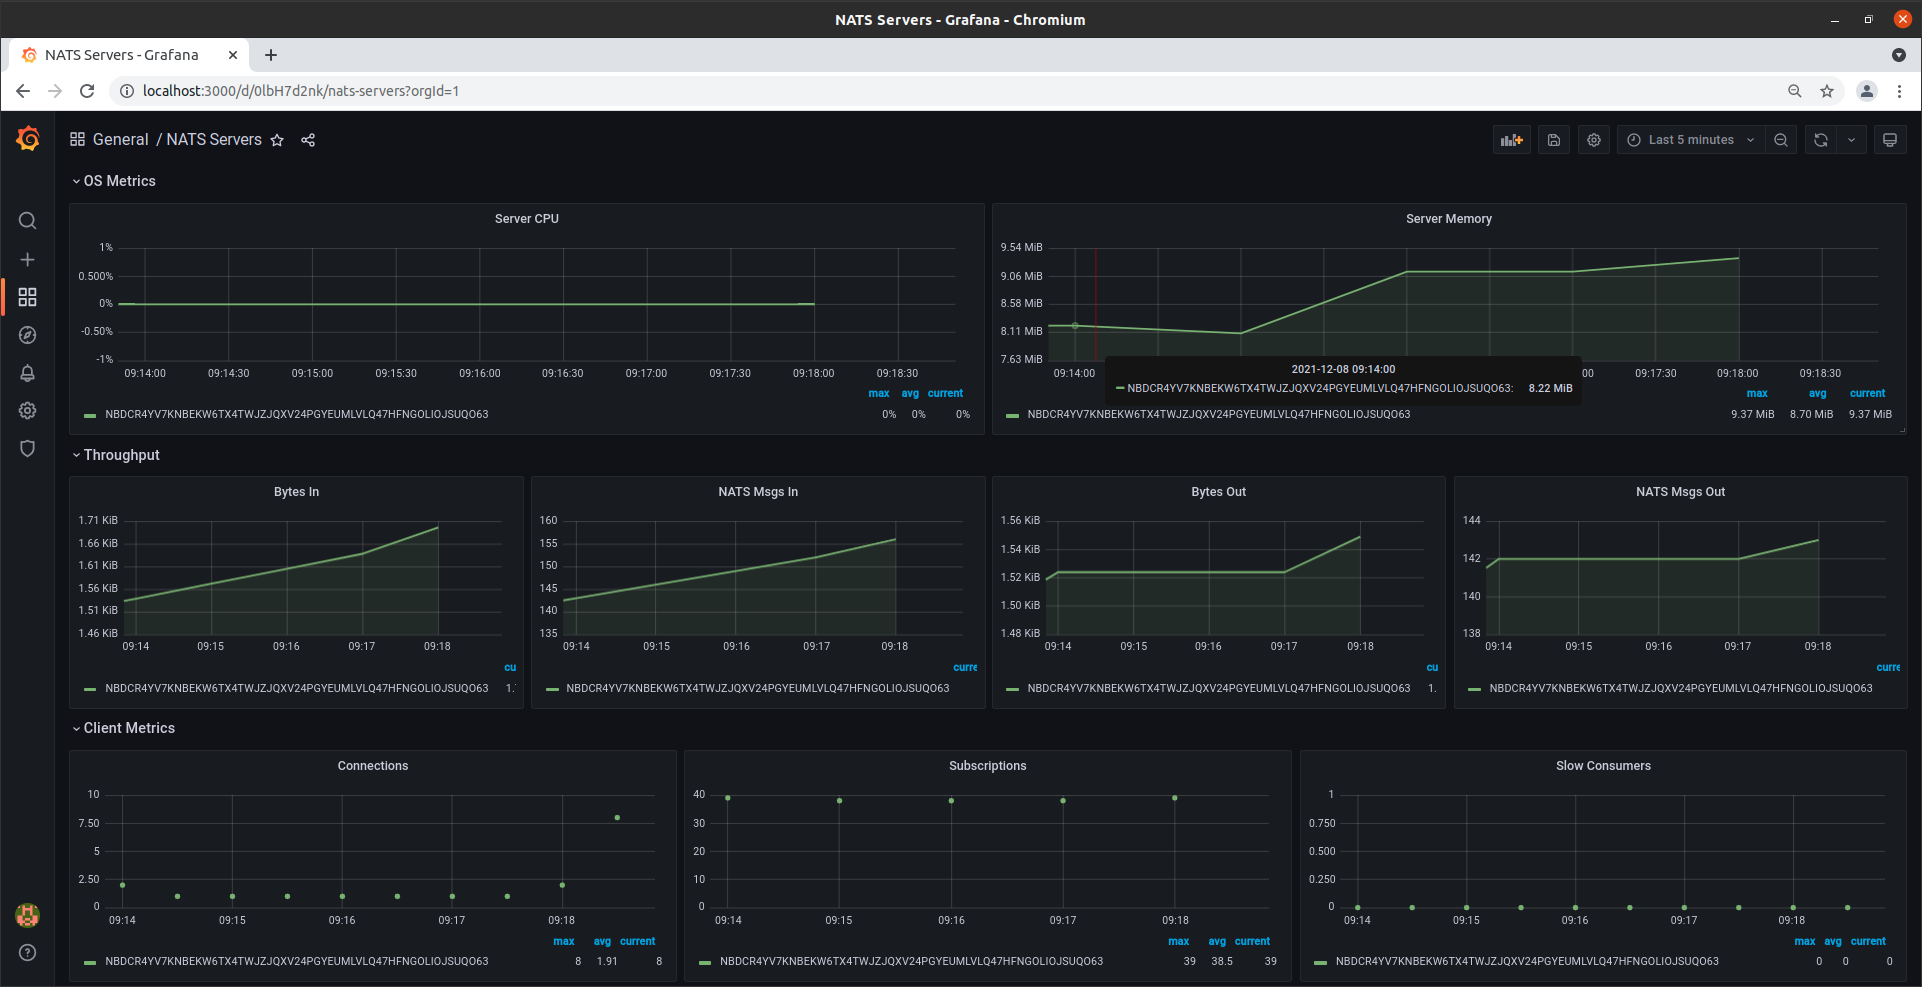 NATS Servers - Grafana - Chromium
NATS Servers - Grafana
localhost:3000/d/0lbH7d2nk/nats-servers?orgId=1
General / NATS Servers
Last 5 minutes
OS Metrics
Server CPU
1%
0.500%
0%
-0.50%
-1%
09:14:00 09:14:30 09:15:00 09:15:30 09:16:00 09:16:30 09:17:00 09:17:30 09:18:00 09:18:30
max avg current
NBDCR4YV7KNBEKW6TX4TWJZJQXV24PGYEUMLVLQ47HFNGOLIOJSUQO63 0% 0% 0%
Server Memory
9.54 MiB
9.06 MiB
8.58 MiB
8.11 MiB
7.63 MiB
09:14:00 00 09:17:30 09:18:00 09:18:30
2021-12-08 09:14:00
NBDCR4YV7KNBEKW6TX4TWJZJQXV24PGYEUMLVLQ47HFNGOLIOJSUQO63: 8.22 MiB
max avg current
NBDCR4YV7KNBEKW6TX4TWJZJQXV24PGYEUMLVLQ47HFNGOLIOJSUQO63 9.37 MiB 8.70 MiB 9.37 MiB
Throughput
Bytes In
1.71 KiB
1.66 KiB
1.61 KiB
1.56 KiB
1.51 KiB
1.46 KiB
09:14 09:15 09:16 09:17 09:18
cu
NBDCR4YV7KNBEKW6TX4TWJZJQXV24PGYEUMLVLQ47HFNGOLIOJSUQO63 1.
NATS Msgs In
160
155
150
145
140
135
09:14 09:15 09:16 09:17 09:18
curre
NBDCR4YV7KNBEKW6TX4TWJZJQXV24PGYEUMLVLQ47HFNGOLIOJSUQO63
Bytes Out
1.56 KiB
1.54 KiB
1.52 KiB
1.50 KiB
1.48 KiB
09:14 09:15 09:16 09:17 09:18
cu
NBDCR4YV7KNBEKW6TX4TWJZJQXV24PGYEUMLVLQ47HFNGOLIOJSUQO63 1.
NATS Msgs Out
144
142
140
138
09:14 09:15 09:16 09:17 09:18
curre
NBDCR4YV7KNBEKW6TX4TWJZJQXV24PGYEUMLVLQ47HFNGOLIOJSUQO63
Client Metrics
Connections
10
7.50
5
2.50
0
09:14 09:15 09:16 09:17 09:18
max avg current
NBDCR4YV7KNBEKW6TX4TWJZJQXV24PGYEUMLVLQ47HFNGOLIOJSUQO63 8 1.91 8
Subscriptions
40
30
20
10
0
09:14 09:15 09:16 09:17 09:18
max avg current
NBDCR4YV7KNBEKW6TX4TWJZJQXV24PGYEUMLVLQ47HFNGOLIOJSUQO63 39 38.5 39
Slow Consumers
1
0.750
0.500
0.250
0
09:14 09:15 09:16 09:17 09:18
max avg current
NBDCR4YV7KNBEKW6TX4TWJZJQXV24PGYEUMLVLQ47HFNGOLIOJSUQO63 0 0 0